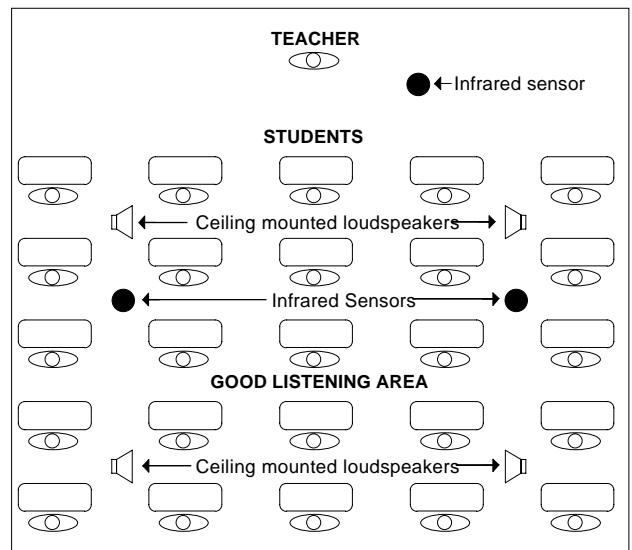 TEACHER
Infrared sensor
STUDENTS
Ceiling mounted loudspeakers
Infrared Sensors
GOOD LISTENING AREA
Ceiling mounted loudspeakers